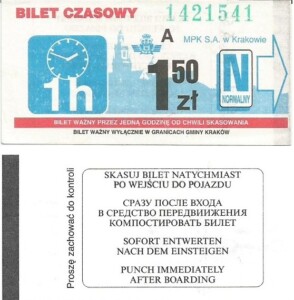 BILET CZASOWY
1421541
A
MPK S.A. w Krakowie
1h
1 50 zł
N
NORMALNY
BILET WAŻNY PRZEZ JEDNĄ GODZINĘ OD CHWILI SKASOWANIA
BILET WAŻNY WYŁĄCZNIE W GRANICACH GMINY KRAKÓW
Proszę zachować do kontroli
SKASUJ BILET NATYCHMIAST
PO WEJŚCIU DO POJAZDU
СРАЗУ ПОСЛЕ ВХОДА
В СРЕДСТВО ПЕРЕДВИЖЕНИЯ
КОМПОСТИРОВАТЬ БИЛЕТ
SOFORT ENTWERTEN
NACH DEM EINSTEIGEN
PUNCH IMMEDIATELY
AFTER BOARDING